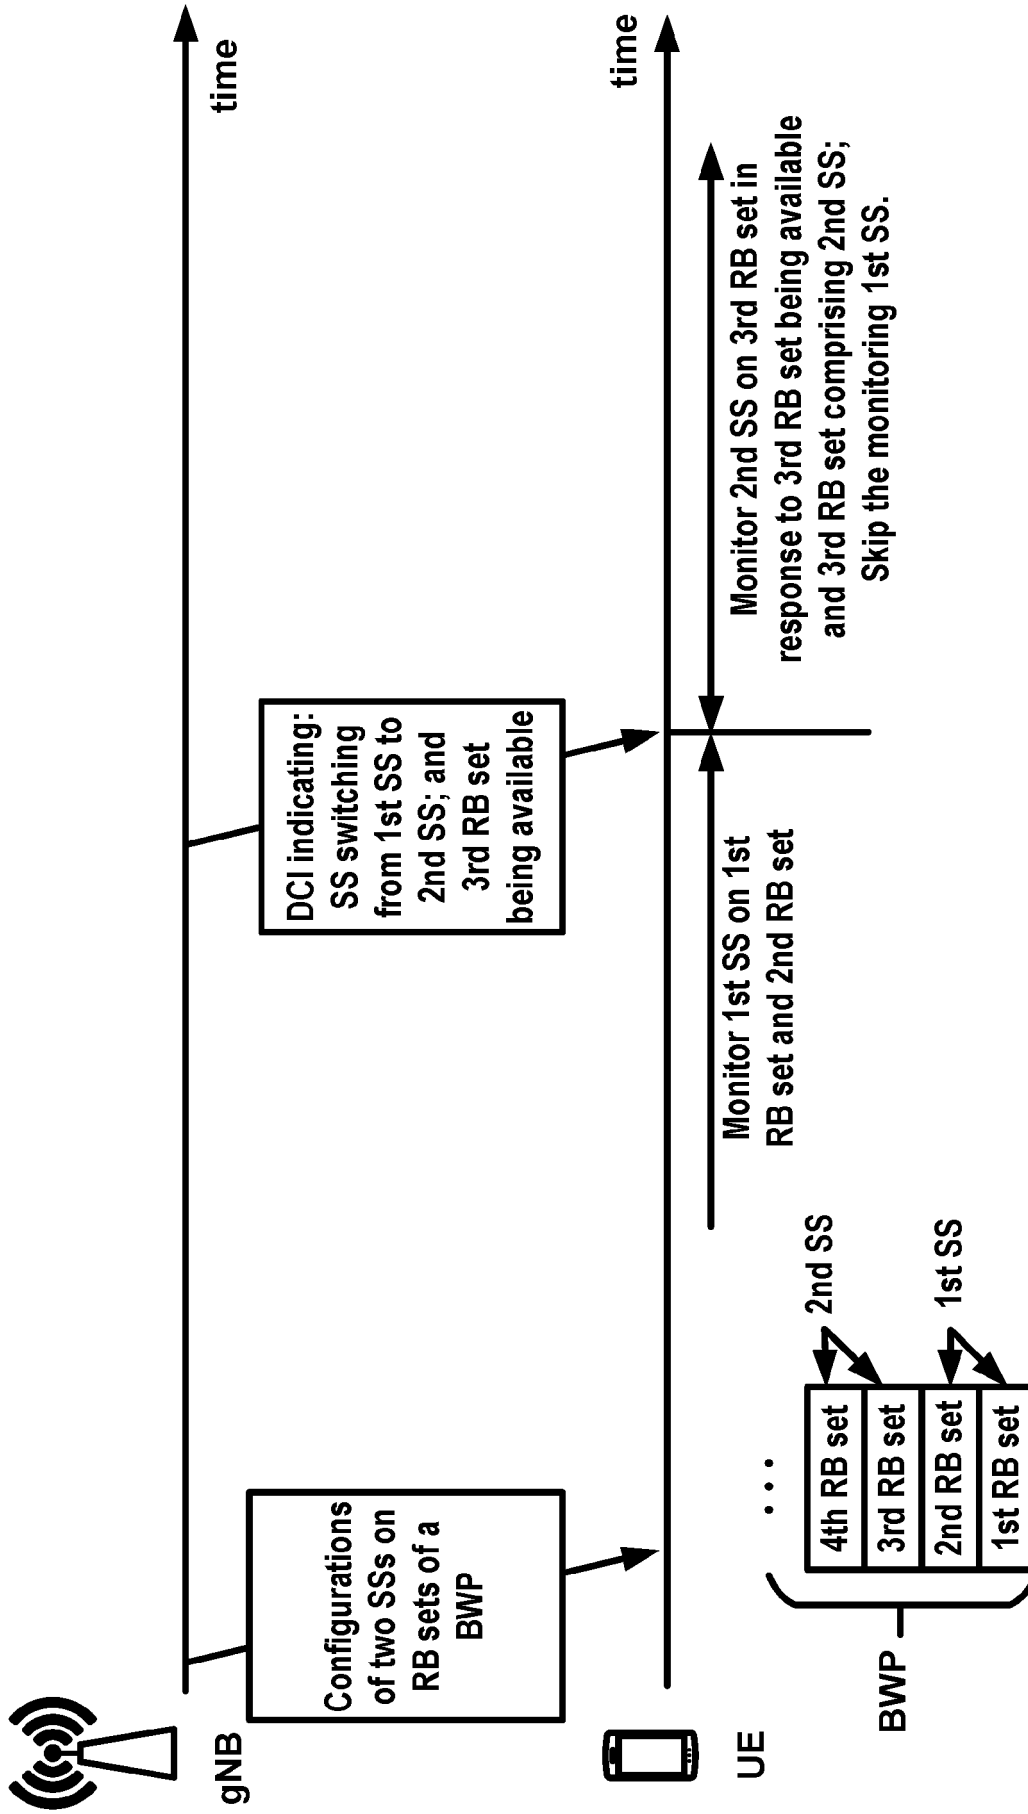 gNB
time
Configurations
of two SSs on
RB sets of a
BWP
DCI indicating:
SS switching
from 1st SS to
2nd SS; and
3rd RB set
being available
UE
time
Monitor 1st SS on 1st
RB set and 2nd RB set
Monitor 2nd SS on 3rd RB set in
response to 3rd RB set being available
and 3rd RB set comprising 2nd SS;
Skip the monitoring 1st SS.
BWP
...
4th RB set
3rd RB set
2nd RB set
1st RB set
2nd SS
1st SS